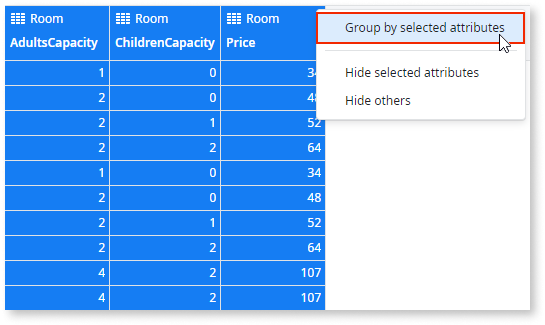 Room Room Room
AdultsCapacity ChildrenCapacity Price
Group by selected attributes
Hide selected attributes
Hide others
1 0 34
2 0 48
2 1 52
2 2 64
1 0 34
2 0 48
2 1 52
2 2 64
4 2 107
4 2 107